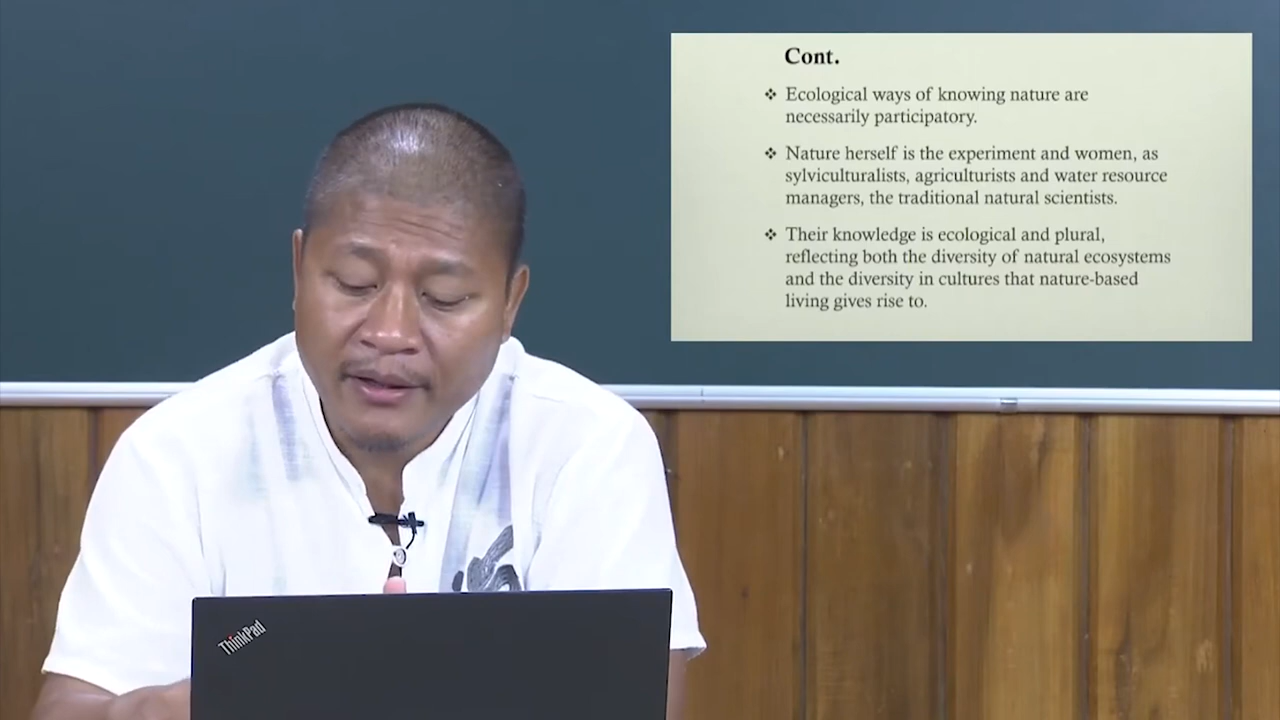 Cont.
❖ Ecological ways of knowing nature are
necessarily participatory.
❖ Nature herself is the experiment and women, as
sylviculturalists, agriculturists and water resource
managers, the traditional natural scientists.
❖ Their knowledge is ecological and plural,
reflecting both the diversity of natural ecosystems
and the diversity in cultures that nature-based
living gives rise to.
ThinkPad